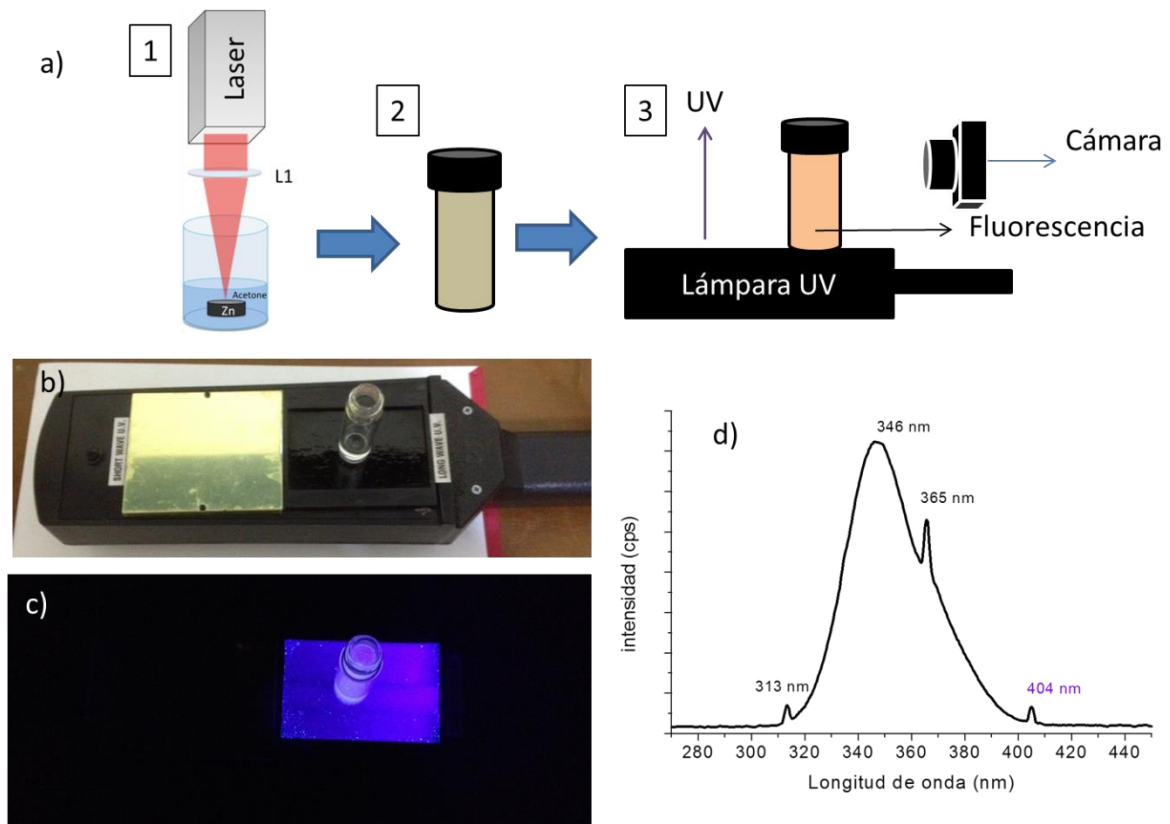 a)
1
Laser
L1
Acetone
Zn
2
3
UV
Cámara
Fluorescencia
Lámpara UV
b)
SHORT WAVE U.V.
LONG WAVE U.V.
c)
d)
346 nm
365 nm
313 nm
404 nm
intensidad (cps)
280 300 320 340 360 380 400 420 440
Longitud de onda (nm)